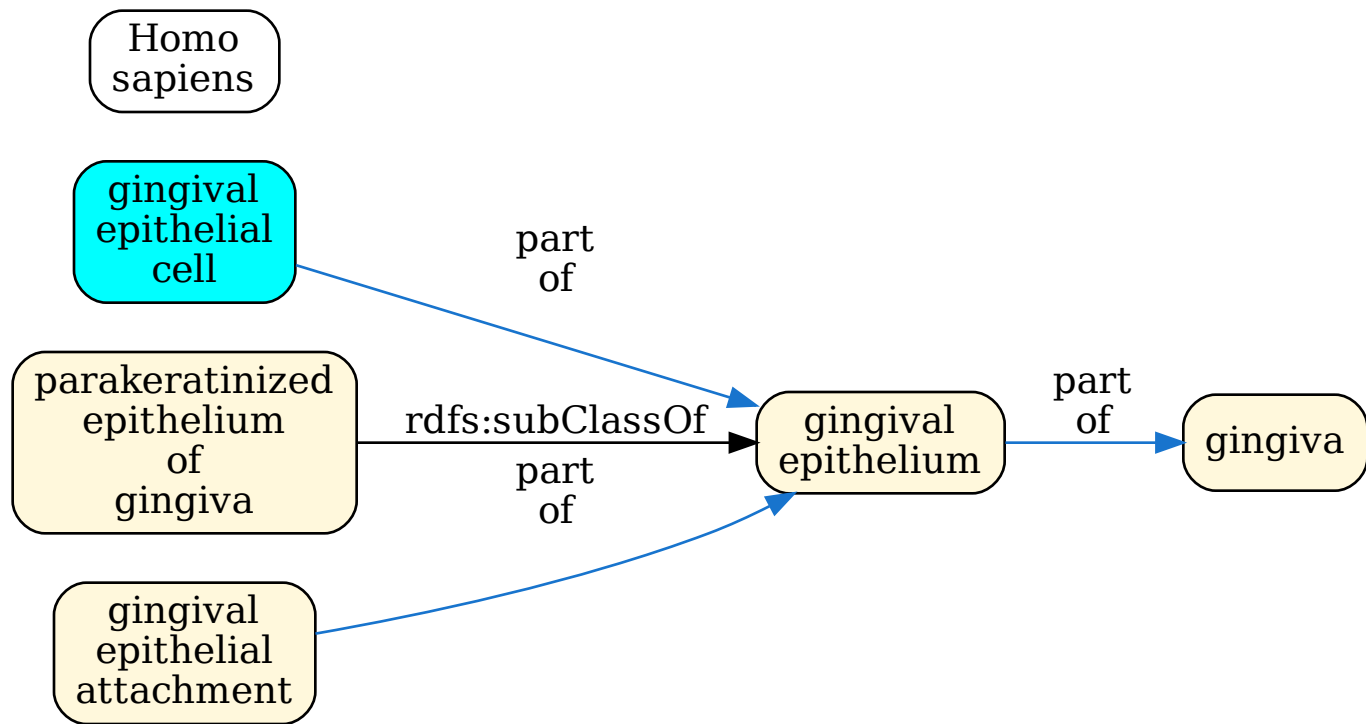 Homo
sapiens
gingival
epithelial
cell
part
of
parakeratinized
epithelium
of
gingiva
rdfs:subClassOf
part
of
gingival
epithelium
part
of
gingiva
gingival
epithelial
attachment